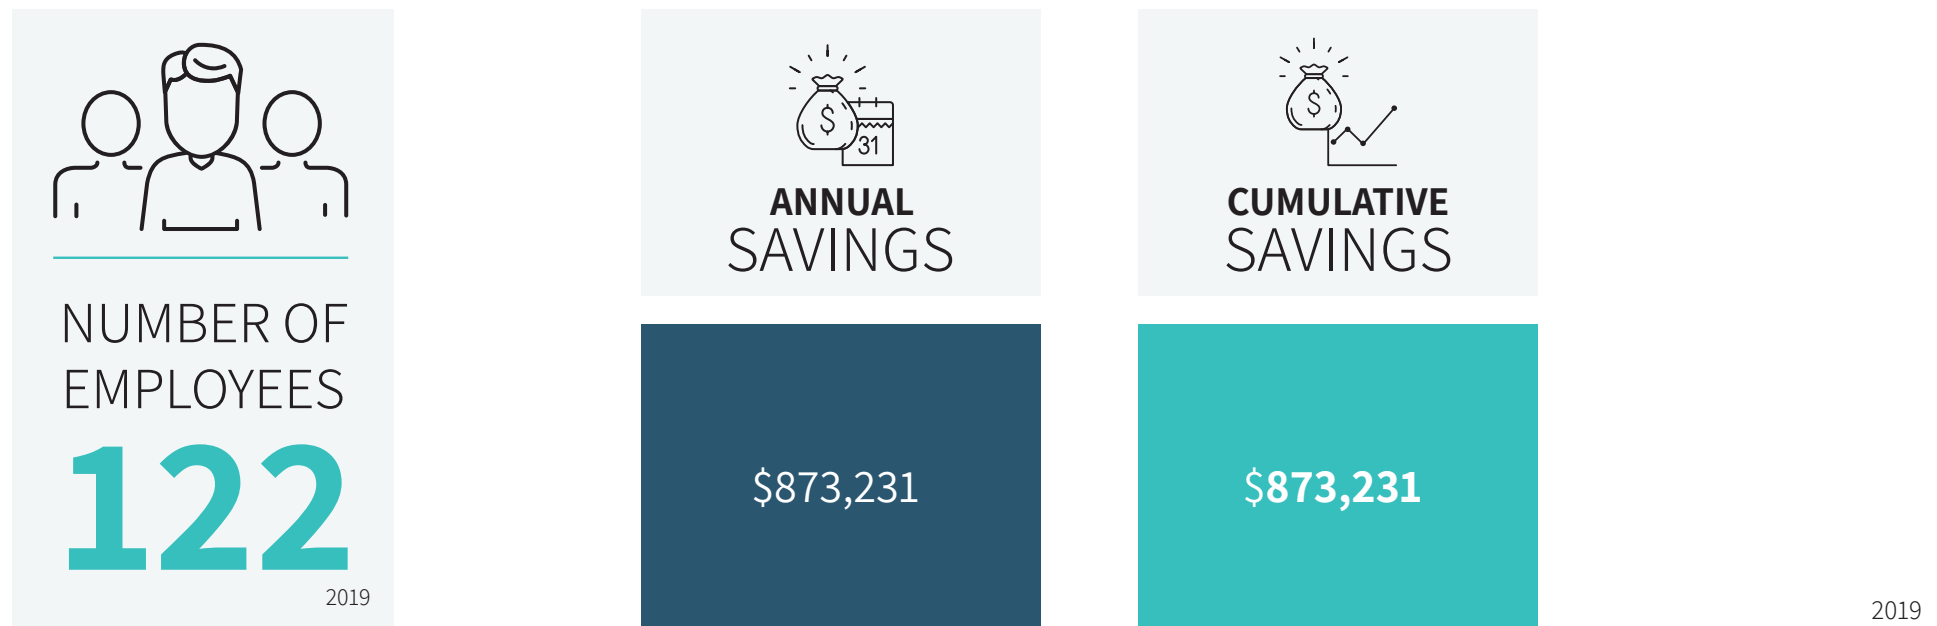 NUMBER OF
EMPLOYEES
122
2019
31
$
ANNUAL
SAVINGS
$873,231
$
CUMULATIVE
SAVINGS
$873,231
2019